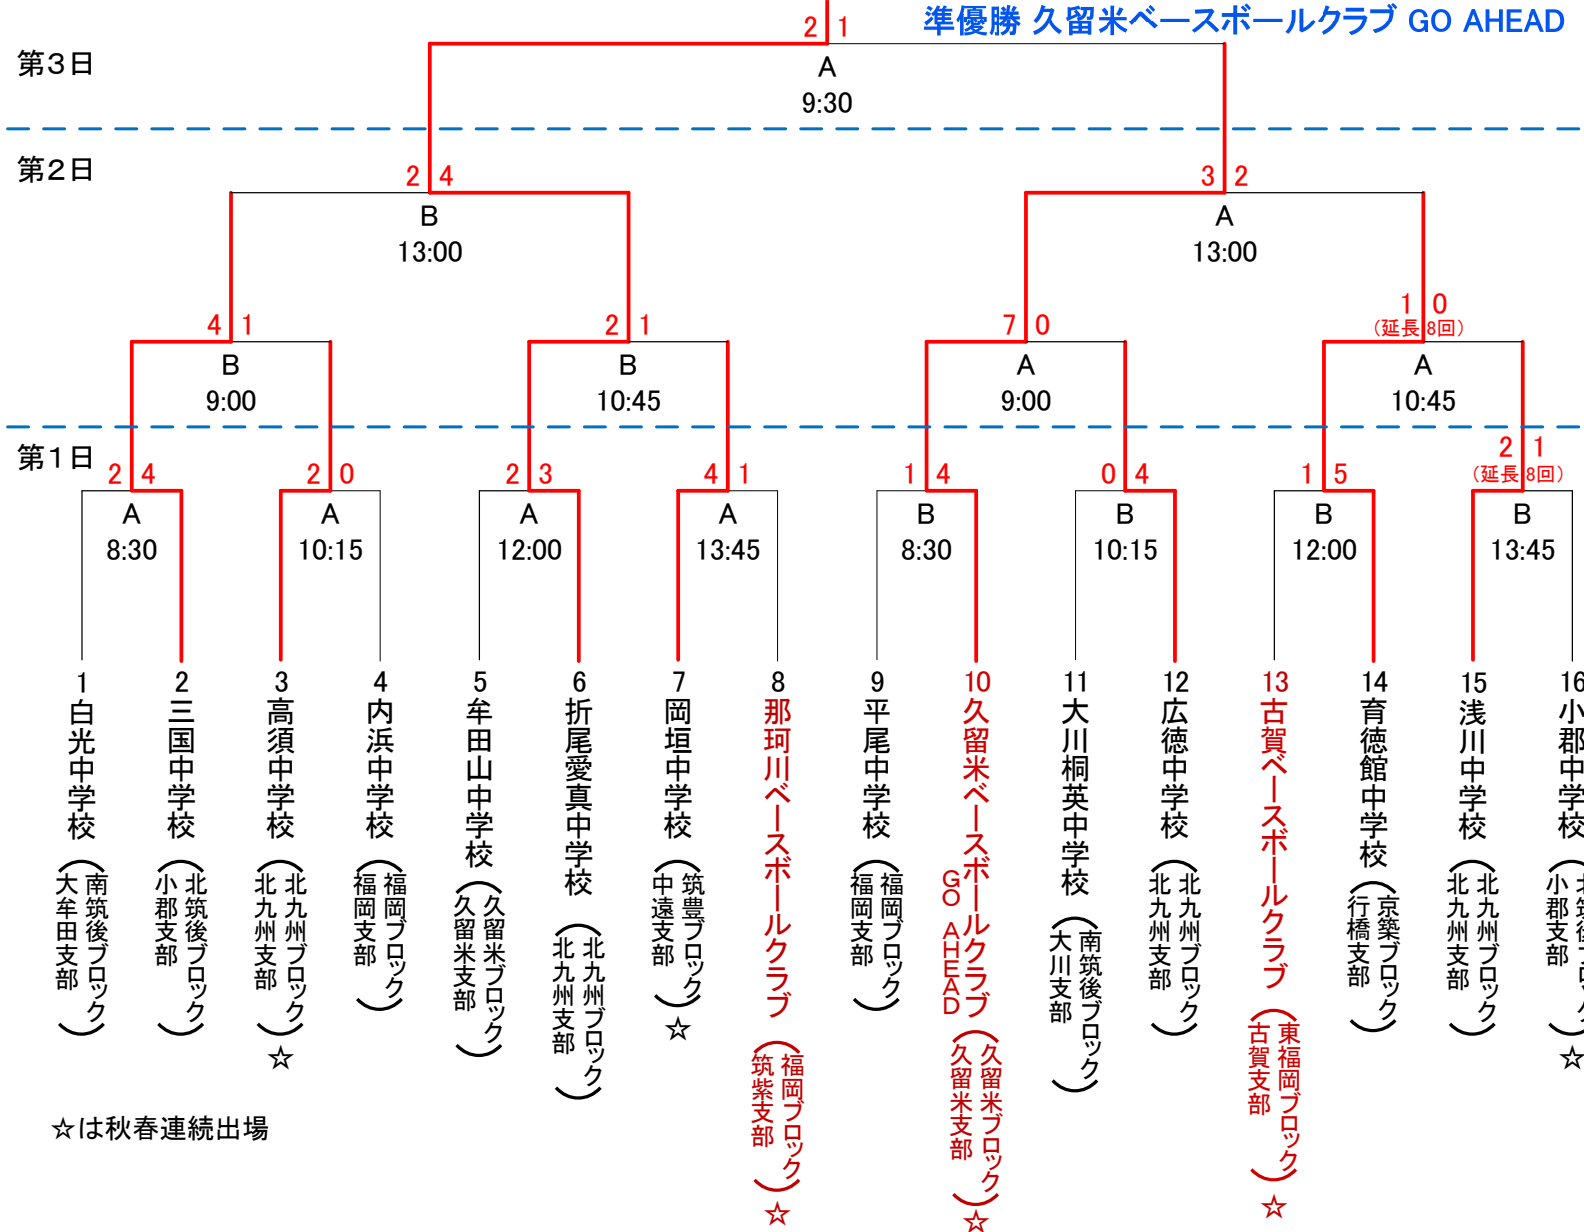 準優勝 久留米ベースボールクラブ GO AHEAD
2 1
第3日
A
9:30
第2日
2 4
3 2
B
A
13:00
13:00
1 0
(延長8回)
4 1
2 1
7 0
B
B
A
A
9:00
10:45
9:00
10:45
第1日
2 4
2 0
2 3
4 1
1 4
0 4
1 5
2 1
(延長8回)
A
A
A
A
B
B
B
B
8:30
10:15
12:00
13:45
8:30
10:15
12:00
13:45
1
白光中学校
(南筑後ブロック
大牟田支部)
2
三国中学校
(北筑後ブロック
小郡支部)
3
高須中学校
(北九州ブロック
北九州支部)
☆
4
内浜中学校
(福岡ブロック
福岡支部)
5
牟田山中学校
(久留米ブロック
久留米支部)
6
折尾愛真中学校
(北九州ブロック
北九州支部)
7
岡垣中学校
(筑豊ブロック
中遠支部)
☆
8
那珂川ベースボールクラブ
(福岡ブロック
筑紫支部)
☆
9
平尾中学校
(福岡ブロック
福岡支部)
10
久留米ベースボールクラブ
GO AHEAD
(久留米ブロック
久留米支部)
☆
11
大川桐英中学校
(南筑後ブロック
大川支部)
12
広徳中学校
(北九州ブロック
北九州支部)
13
古賀ベースボールクラブ
(東福岡ブロック
古賀支部)
☆
14
育徳館中学校
(京築ブロック
行橋支部)
15
浅川中学校
(北九州ブロック
北九州支部)
16
小郡中学校
(北筑後ブロック
小郡支部)
☆
☆は秋春連続出場